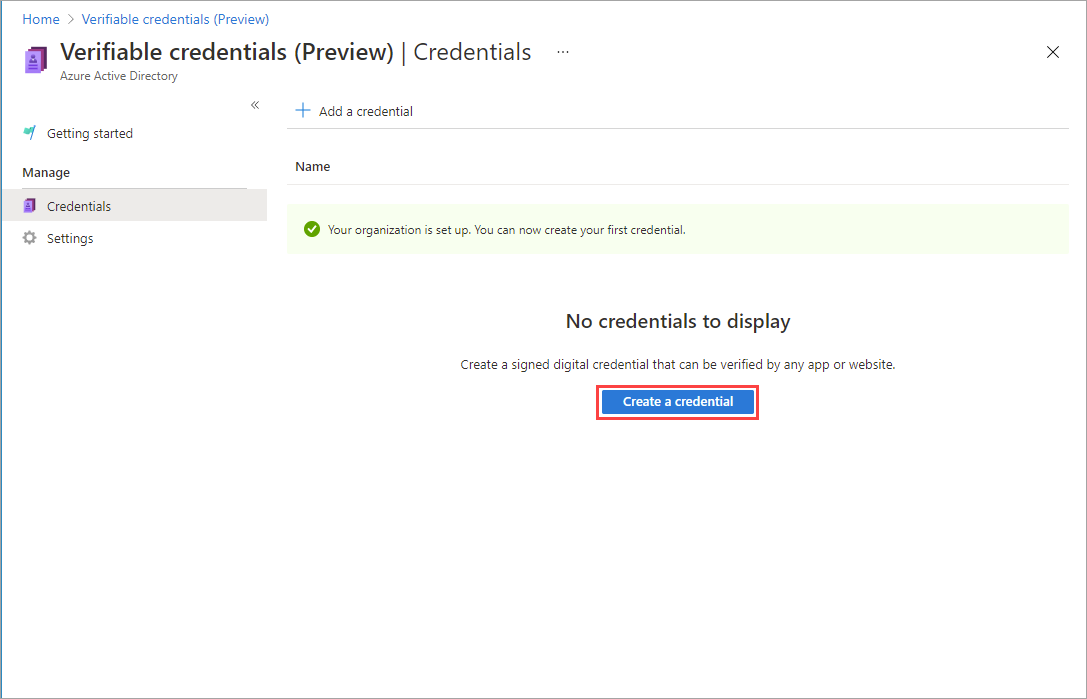 Home > Verifiable credentials (Preview)
Verifiable credentials (Preview) | Credentials ...
Azure Active Directory
«
+ Add a credential
Getting started
Name
Manage
Credentials
Your organization is set up. You can now create your first credential.
Settings
No credentials to display
Create a signed digital credential that can be verified by any app or website.
Create a credential